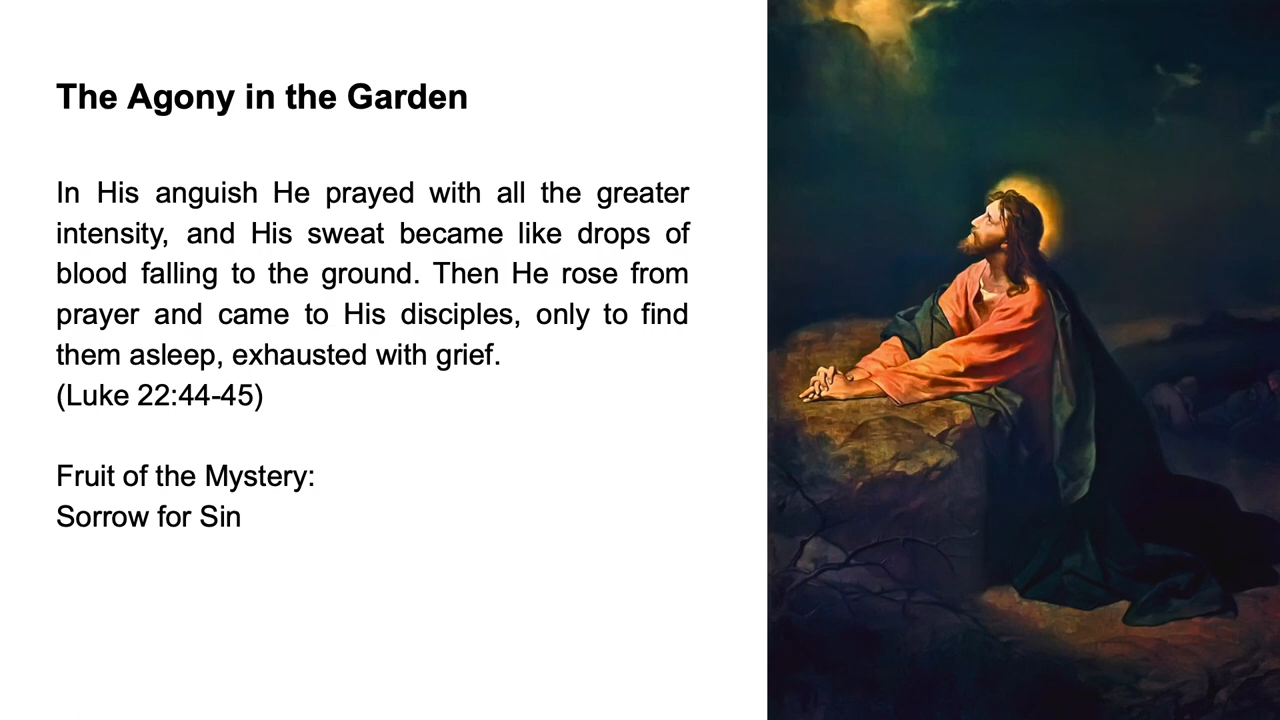 The Agony in the Garden
In His anguish He prayed with all the greater
intensity, and His sweat became like drops of
blood falling to the ground. Then He rose from
prayer and came to His disciples, only to find
them asleep, exhausted with grief.
(Luke 22:44-45)
Fruit of the Mystery:
Sorrow for Sin